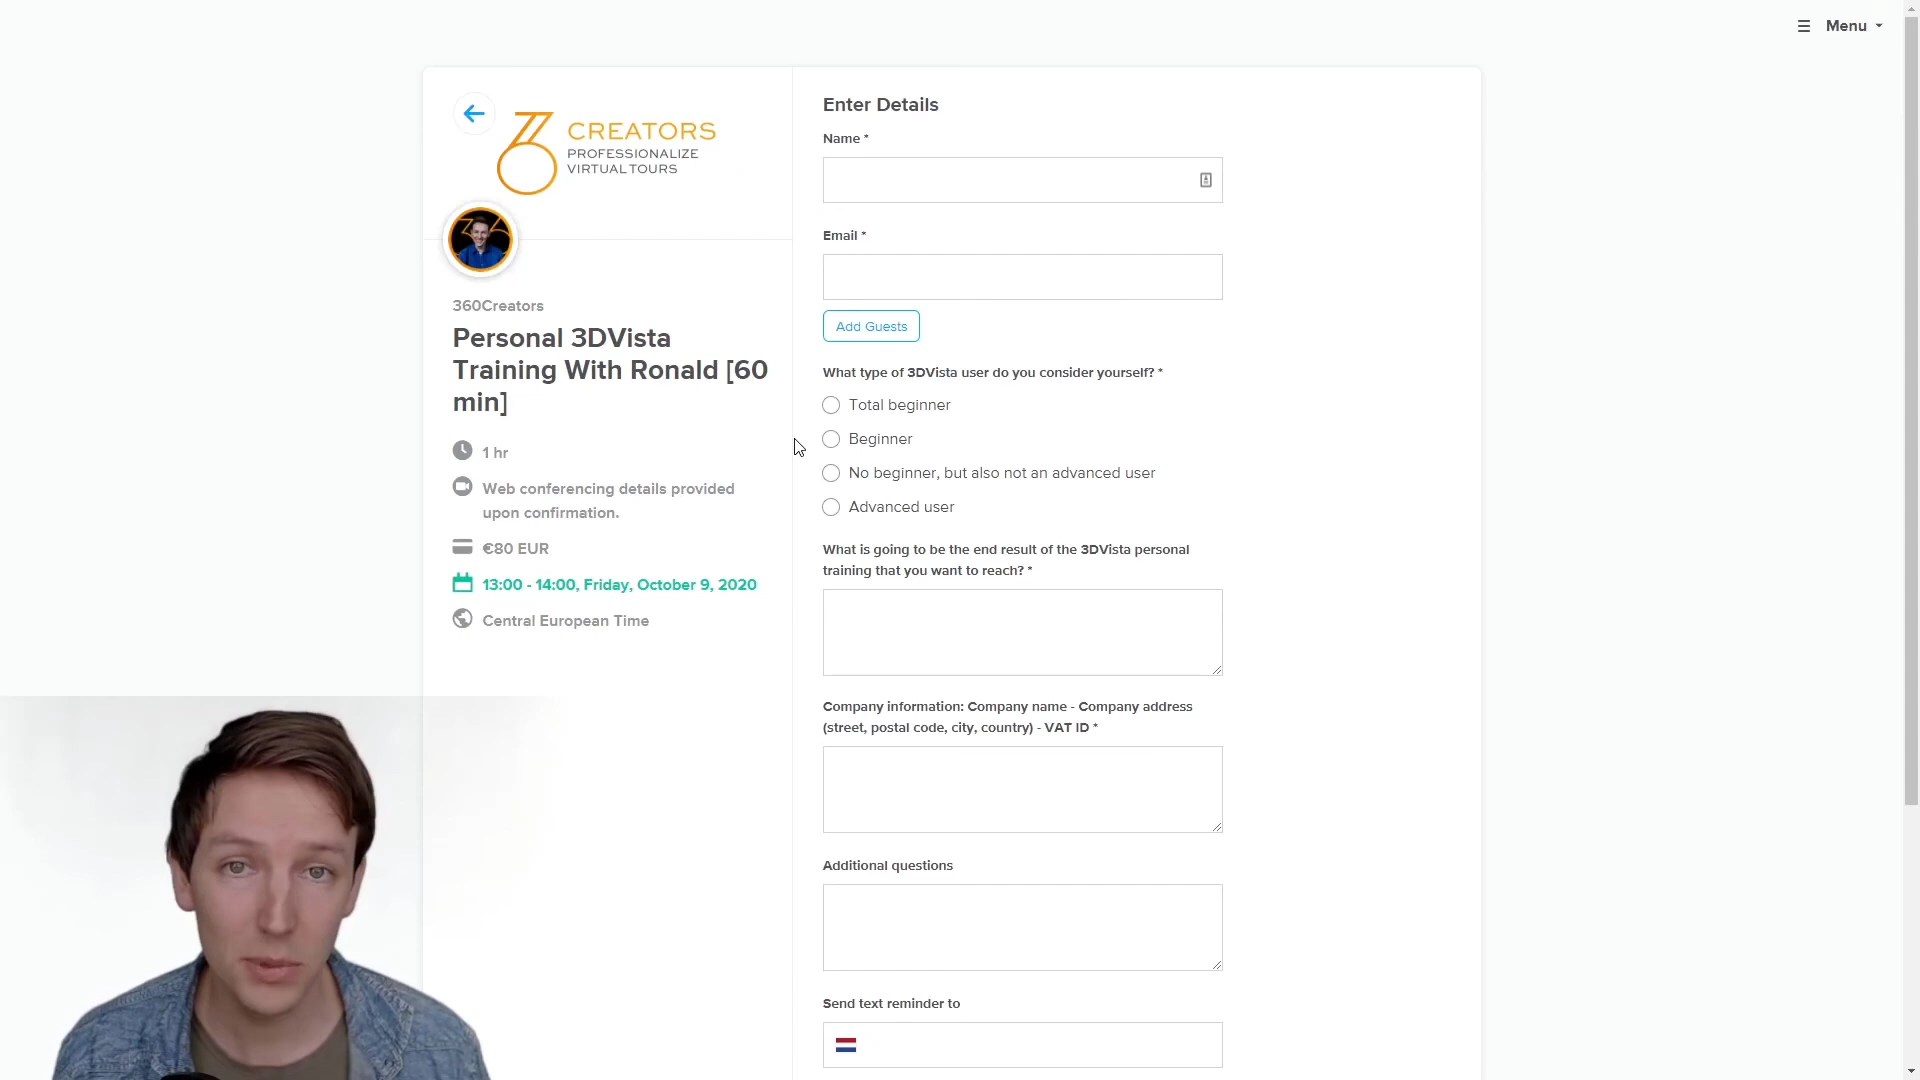 Menu
36
CREATORS
PROFESSIONALIZE
VIRTUAL TOURS
360Creators
Personal 3DVista
Training With Ronald [60
min]
1 hr
Web conferencing details provided
upon confirmation.
€80 EUR
13:00 - 14:00, Friday, October 9, 2020
Central European Time
Enter Details
Name *
Email *
Add Guests
What type of 3DVista user do you consider yourself? *
Total beginner
Beginner
No beginner, but also not an advanced user
Advanced user
What is going to be the end result of the 3DVista personal
training that you want to reach? *
Company information: Company name - Company address
(street, postal code, city, country) - VAT ID *
Additional questions
Send text reminder to